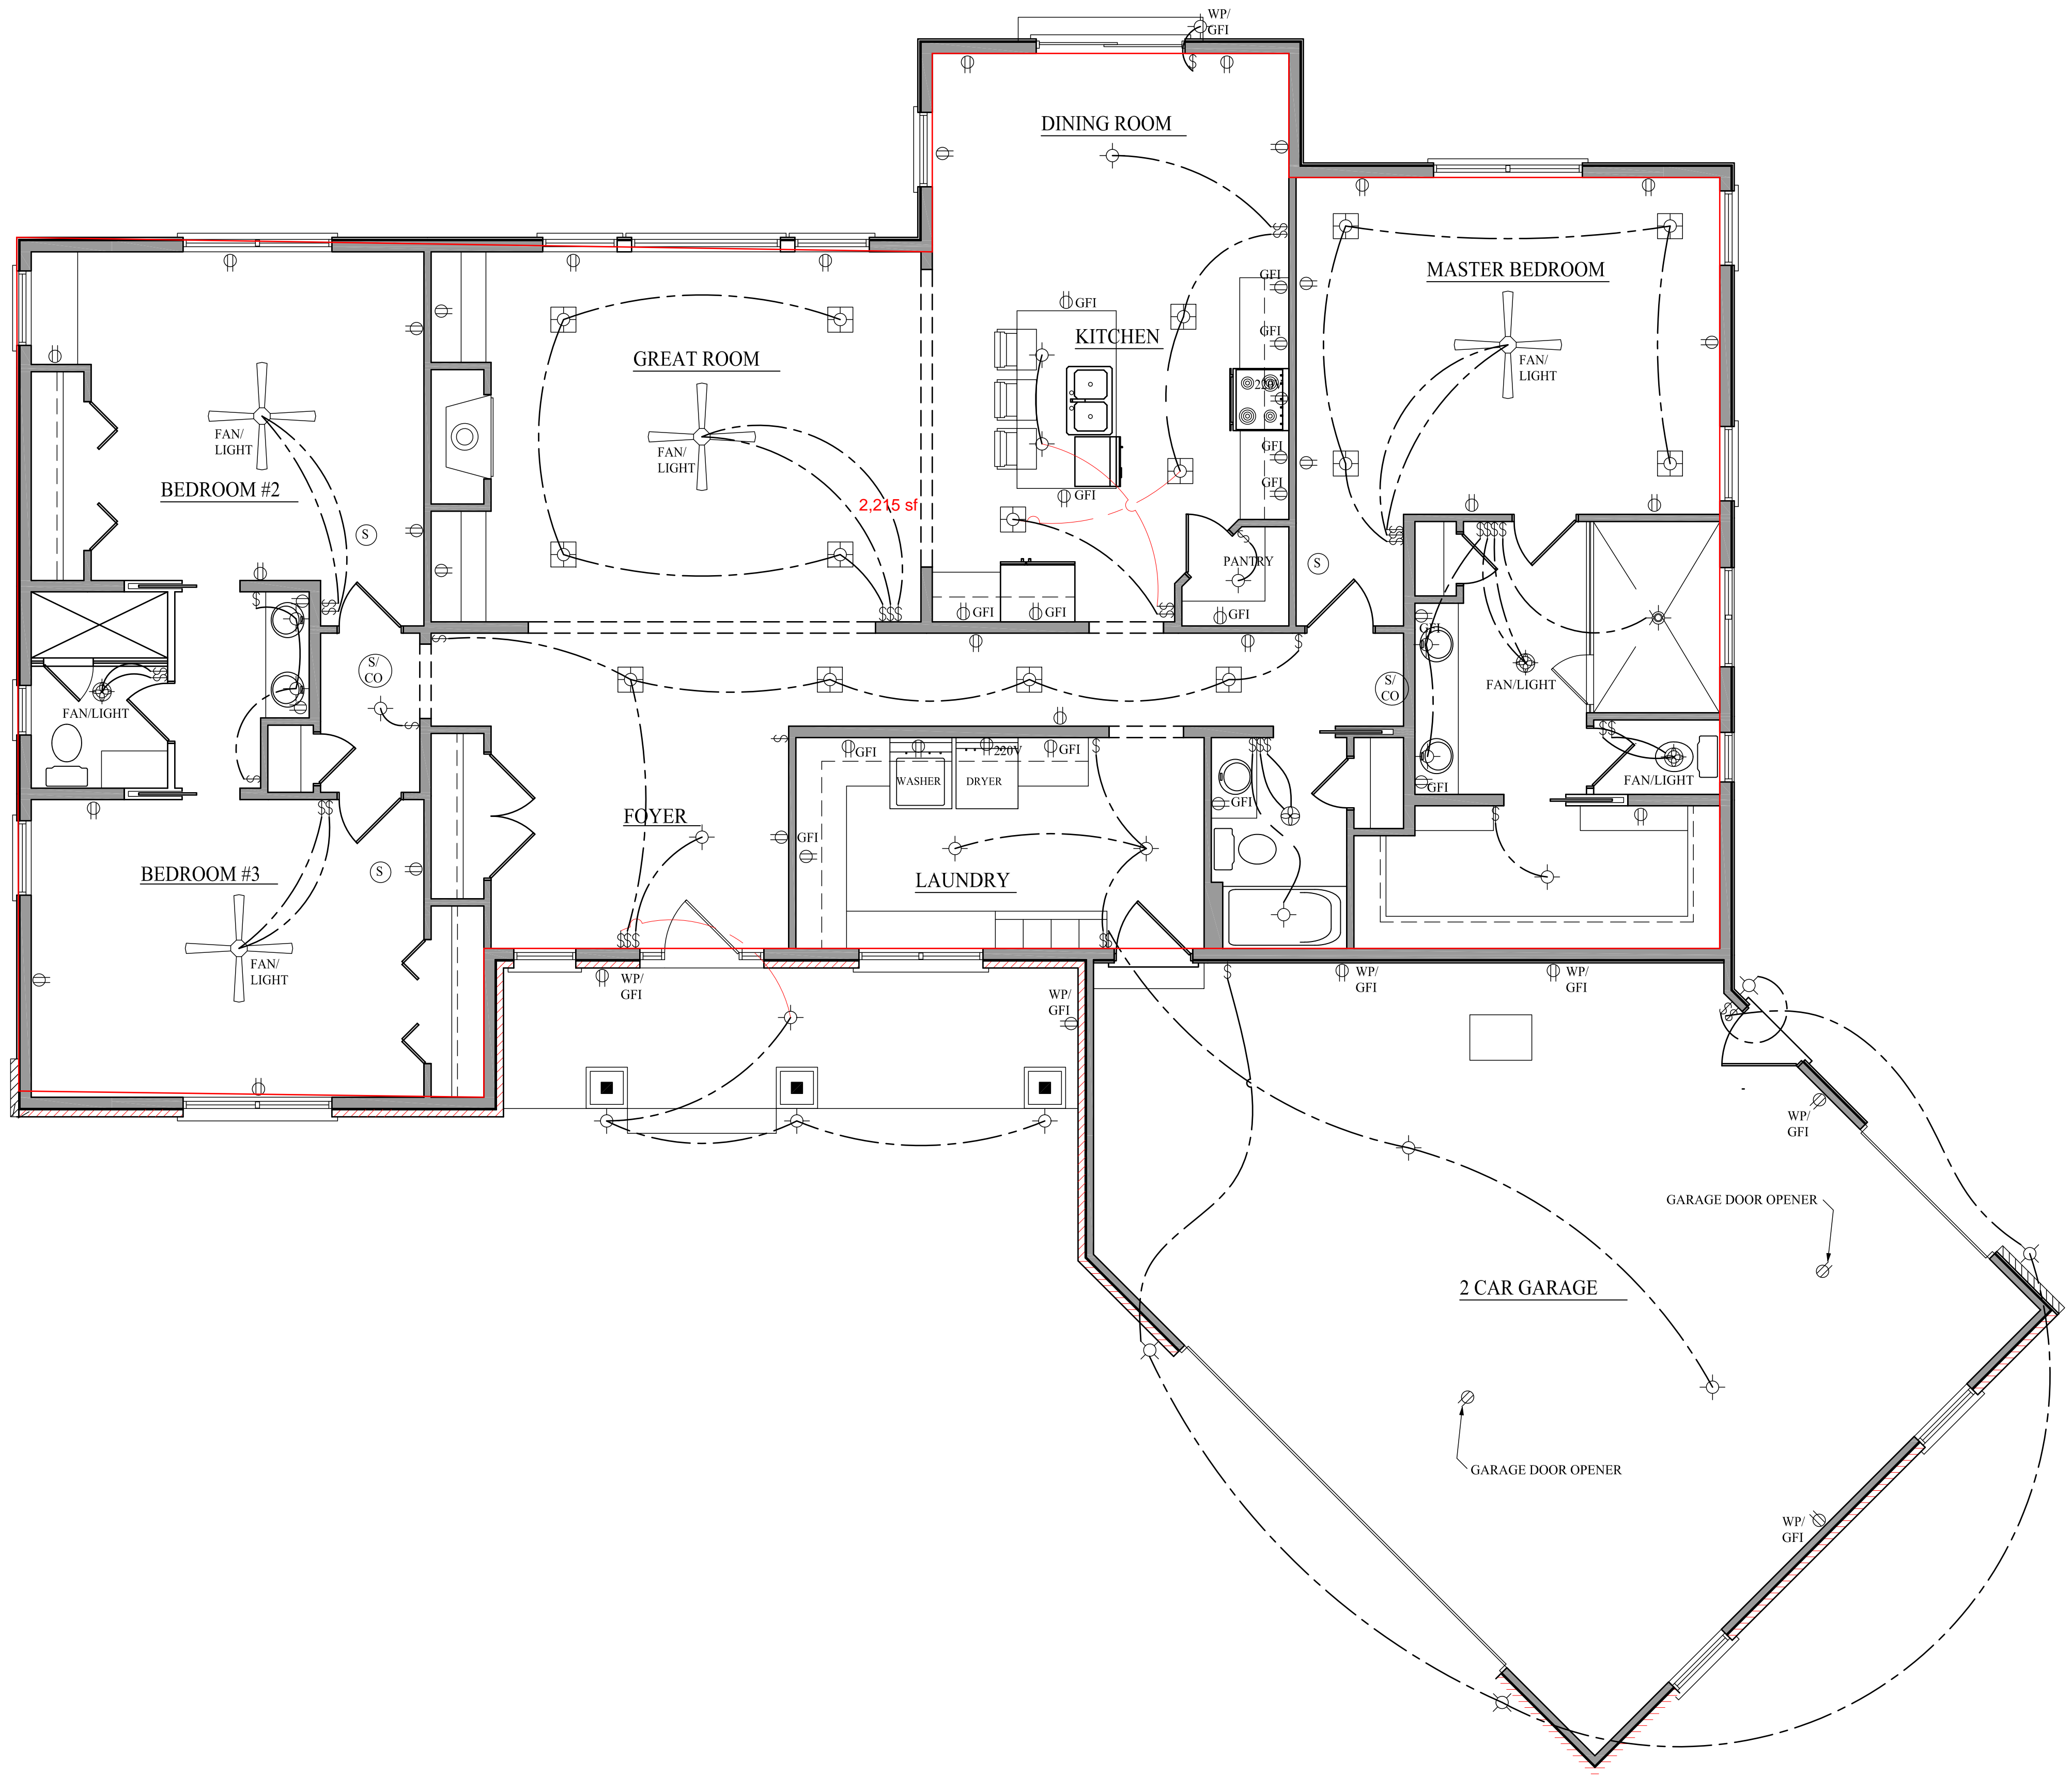 WP/
GFI
DINING ROOM
MASTER BEDROOM
GFI
GFI
KITCHEN
GFI
GREAT ROOM
FAN/
LIGHT
220V
FAN/
LIGHT
FAN/
LIGHT
GFI
BEDROOM #2
GFI
GFI
2,215 sf
S
PANTRY
S
GFI
GFI
GFI
GFI
S/
CO
S/
CO
FAN/LIGHT
FAN/LIGHT
GFI
220V
GFI
WASHER
DRYER
FAN/LIGHT
GFI
GFI
FOYER
GFI
BEDROOM #3
S
LAUNDRY
FAN/
LIGHT
WP/
GFI
WP/
GFI
WP/
GFI
WP/
GFI
WP/
GFI
GARAGE DOOR OPENER
2 CAR GARAGE
GARAGE DOOR OPENER
WP/
GFI